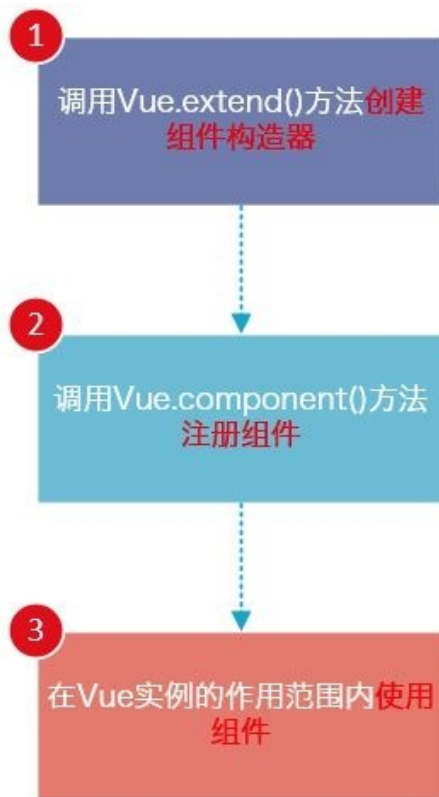 1
调用Vue.extend()方法创建
组件构造器
2
调用Vue.component()方法
注册组件
3
在Vue实例的作用范围内使用
组件